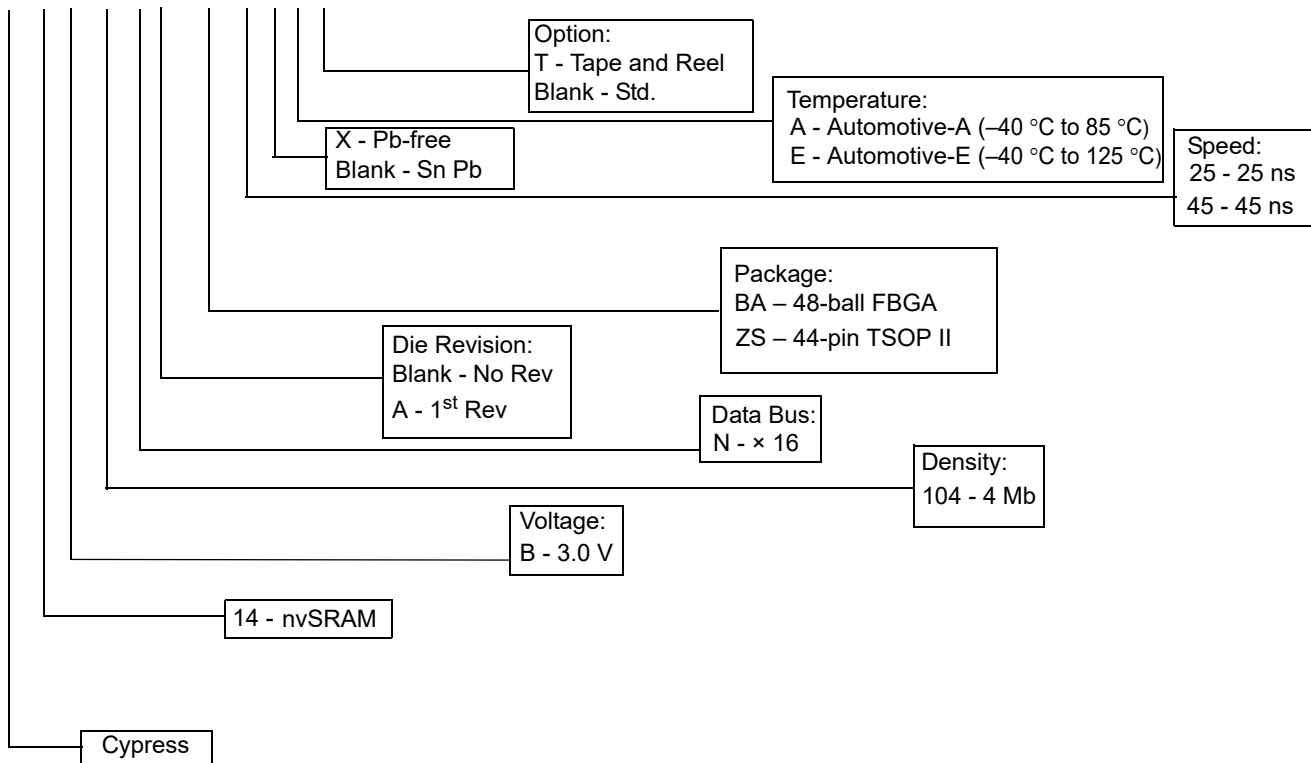 Option:
T - Tape and Reel
Blank - Std.
Temperature:
A - Automotive-A (–40 °C to 85 °C)
E - Automotive-E (–40 °C to 125 °C)
X - Pb-free
Blank - Sn Pb
Speed:
25 - 25 ns
45 - 45 ns
Package:
BA – 48-ball FBGA
ZS – 44-pin TSOP II
Die Revision:
Blank - No Rev
A - 1st Rev
Data Bus:
N - × 16
Density:
104 - 4 Mb
Voltage:
B - 3.0 V
14 - nvSRAM
Cypress